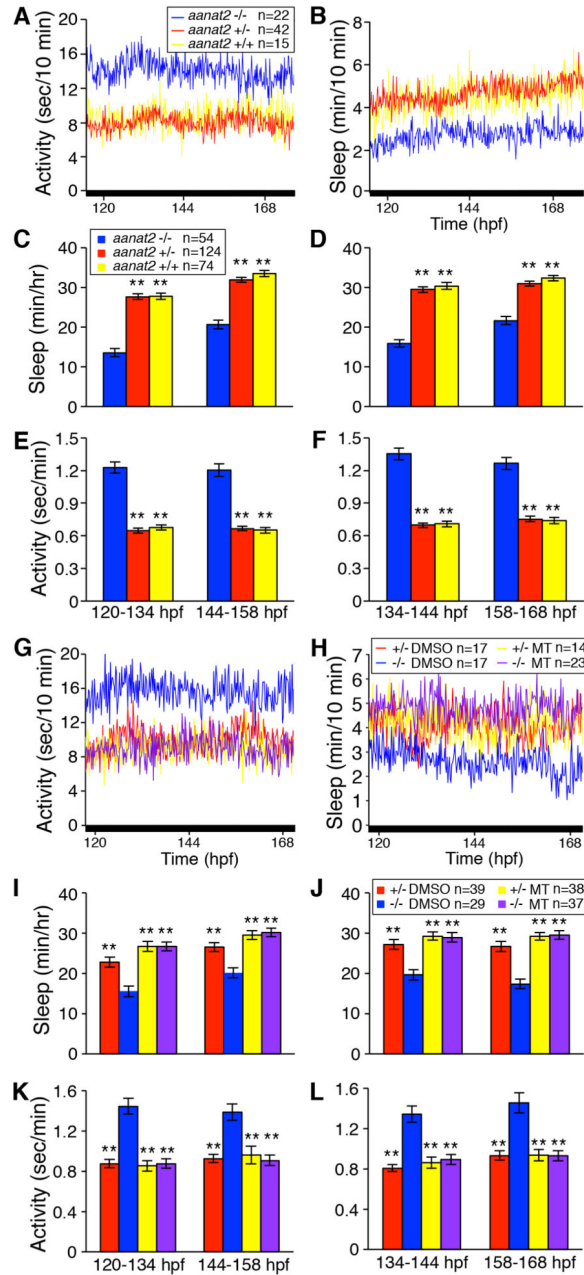 A
B
aanat2 -/- n=22
aanat2 +/- n=42
aanat2 +/+ n=15
Activity (sec/10 min)
20
16
12
8
4
0
120 144 168
Sleep (min/10 min)
8
6
4
2
0
120 144 168
Time (hpf)
C
D
aanat2 -/- n=54
aanat2 +/- n=124
aanat2 +/+ n=74
Sleep (min/hr)
40
30
20
10
0
** ** ** **
40
30
20
10
0
** ** ** **
E
F
Activity (sec/min)
1.5
1.2
0.9
0.6
0.3
0
** ** ** **
120-134 hpf 144-158 hpf
1.5
1.2
0.9
0.6
0.3
0
** ** ** **
134-144 hpf 158-168 hpf
G
H
+/- DMSO n=17 +/- MT n=14
-/- DMSO n=17 -/- MT n=23
Activity (sec/10 min)
20
16
12
8
4
0
120 144 168
Time (hpf)
Sleep (min/10 min)
7
6
5
4
3
2
1
0
120 144 168
Time (hpf)
I
J
+/- DMSO n=39 +/- MT n=38
-/- DMSO n=29 -/- MT n=37
Sleep (min/hr)
40
30
20
10
0
** ** ** ** ** **
40
30
20
10
0
** ** ** ** ** **
K
L
Activity (sec/min)
1.6
1.2
0.8
0.4
0
** ** ** ** ** **
120-134 hpf 144-158 hpf
1.6
1.2
0.8
0.4
0
** ** ** ** ** **
134-144 hpf 158-168 hpf